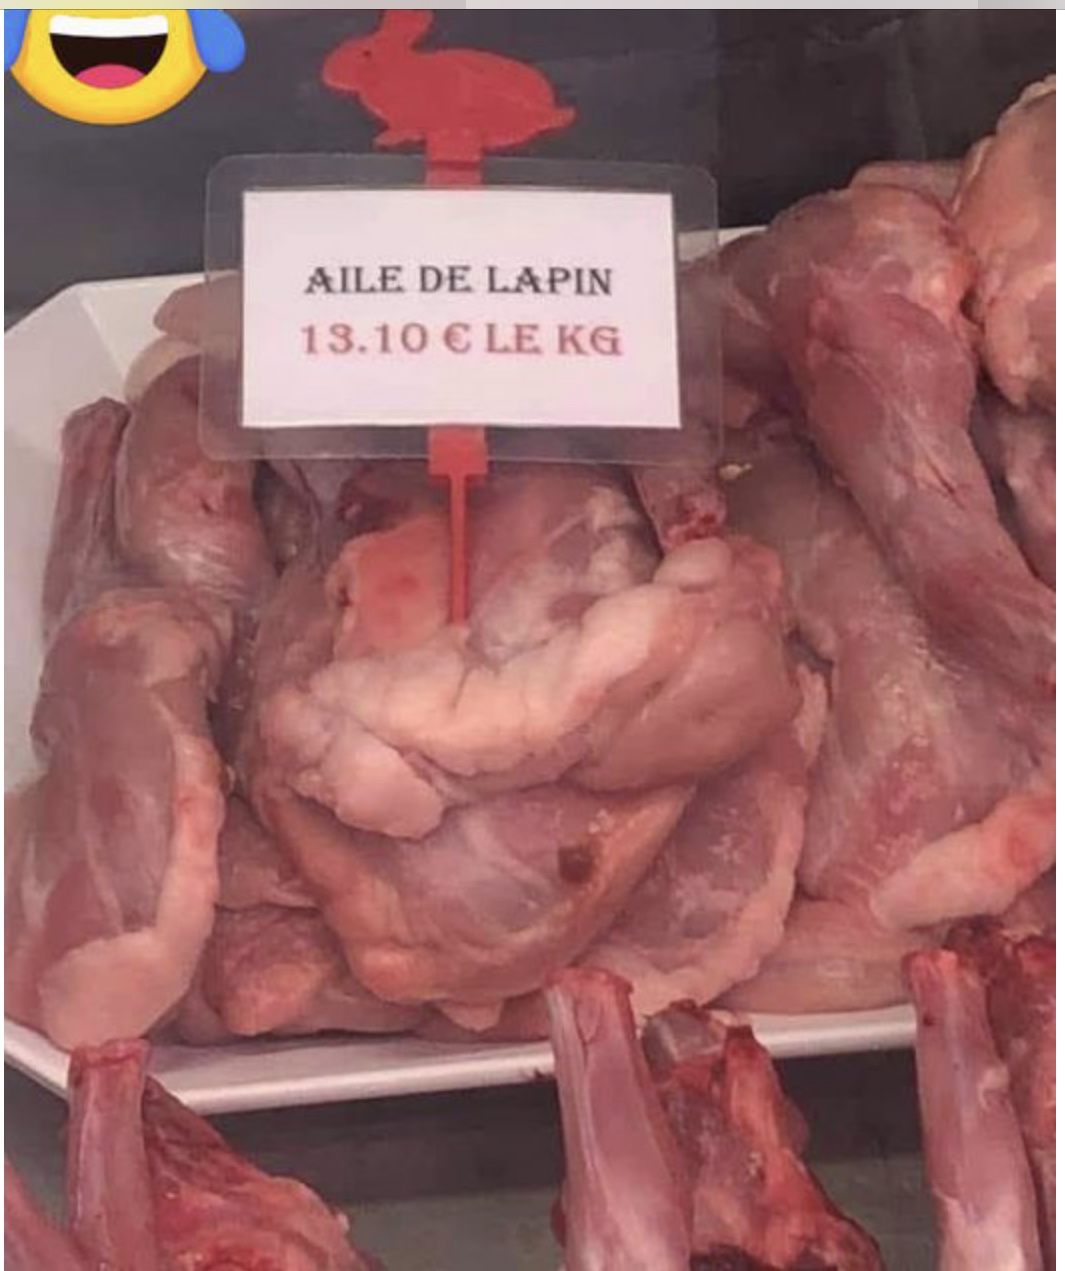 AILE DE LAPIN
13.10 € LE KG